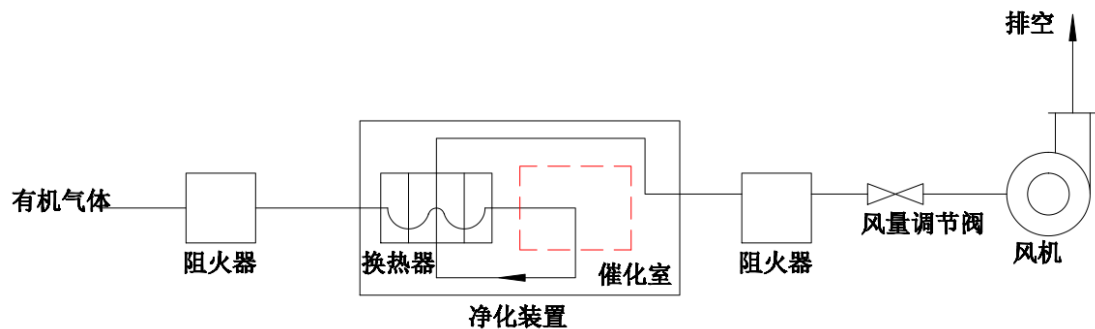 排空
有机气体
阻火器
换热器
催化室
净化装置
阻火器
风量调节阀
风机